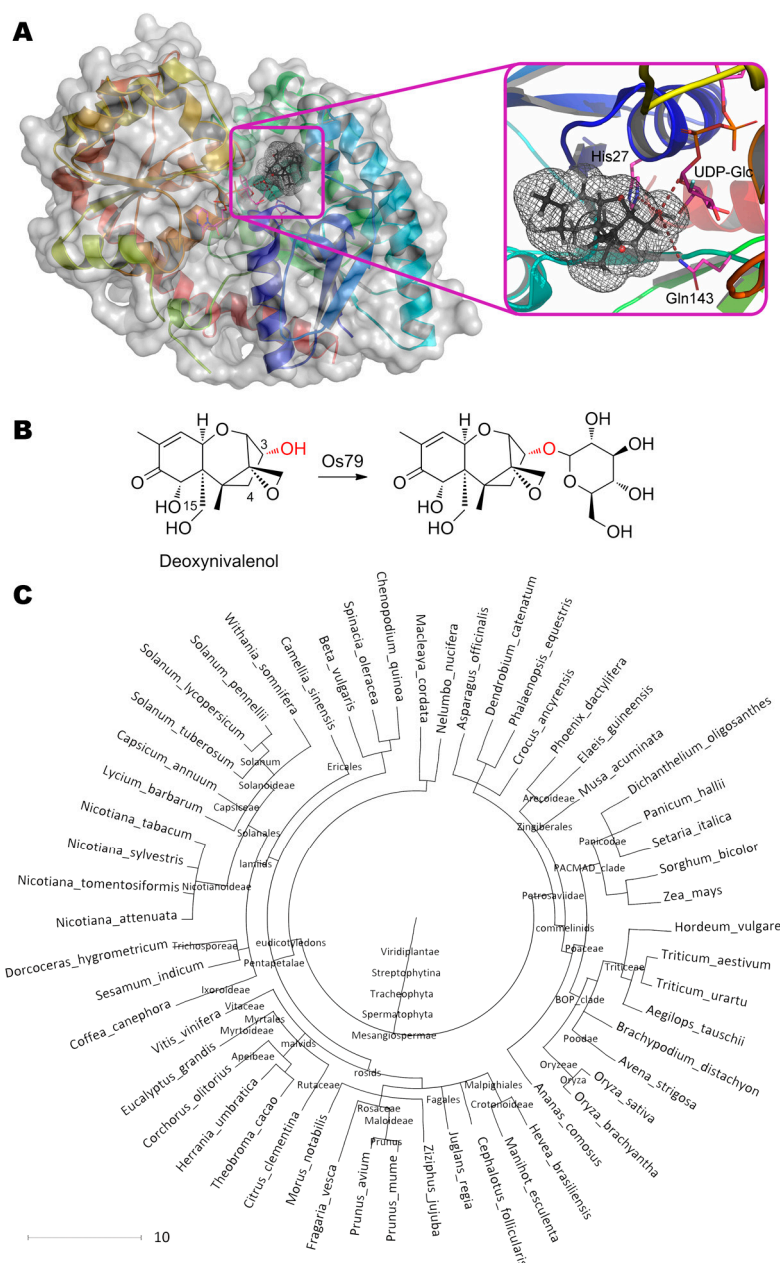 A
His27
UDP-Glc
Gln143
B
H
O
3
OH
O
HO
15
4
O
HO
Deoxynivalenol
Os79
H
O
O
O
HO
HO
O
OH
OH
O
OH
OH
C
Withania_somnifera
Solanum_pennellii
Solanum_lycopersicum
Solanum_tuberosum
Capsicum_annuum
Lycium_barbarum
Nicotiana_tabacum
Nicotiana_sylvestris
Nicotiana_tomentosiformis
Nicotiana_attenuata
Dorcoceras_hygrometricum
Sesamum_indicum
Coffea_canephora
Vitis_vinifera
Eucalyptus_grandis
Corchorus_olitorius
Herrania_umbratica
Theobroma_cacao
Citrus_clementina
Morus_notabilis
Fragaria_vesca
Prunus_avium
Prunus_mume
Ziziphus_jujuba
Juglans_regia
Cephalotus_follicularis
Manihot_esculenta
Hevea_brasiliensis
Ananas_comosus
Oryza_brachyantha
Oryza_sativa
Avena_strigosa
Brachypodium_distachyon
Aegilops_tauschii
Triticum_urartu
Triticum_aestivum
Hordeum_vulgare
Zea_mays
Sorghum_bicolor
Setaria_italica
Panicum_hallii
Dichanthelium_oligosanthes
Musa_acuminata
Elaeis_guineensis
Phoenix_dactylifera
Crocus_ancyrensis
Phalaenopsis_equestris
Dendrobium_catenatum
Asparagus_officinalis
Nelumbo_nucifera
Macleaya_cordata
Chenopodium_quinoa
Spinacia_oleracea
Beta_vulgaris
Camellia_sinensis
Ericales
Solanum
Solanoideae
Capsiceae
Solanales
lamiids
Nicotianoideae
Trichosporeae
eudicotyledons
Pentapetalae
Ixoroideae
Vitaceae
Myrtales
Myrtoideae
malvids
Apeibeae
Rutaceae
rosids
Rosaceae
Maloideae
Prunus
Fagales
Malpighiales
Crotonoideae
Arecoideae
Zingiberales
Panicodae
PACMAD_clade
Petrosaviidae
commelinids
Poaceae
Triticeae
BOP_clade
Poodae
Oryzeae
Oryza
Viridiplantae
Streptophytina
Tracheophyta
Spermatophyta
Mesangiospermae
10